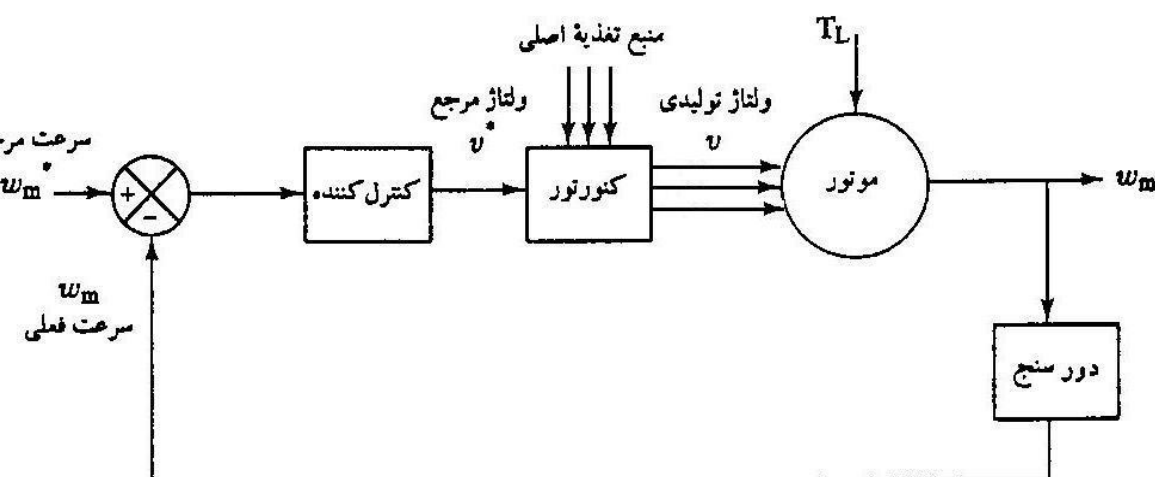 منبع تغذیهٔ اصلی
T_L
ولتاژ مرجع
v*
ولتاژ تولیدی
v
سرعت
w_m*
+
−
کنترل‌کننده
کنورتور
موتور
w_m
w_m
سرعت فعلی
دور سنج